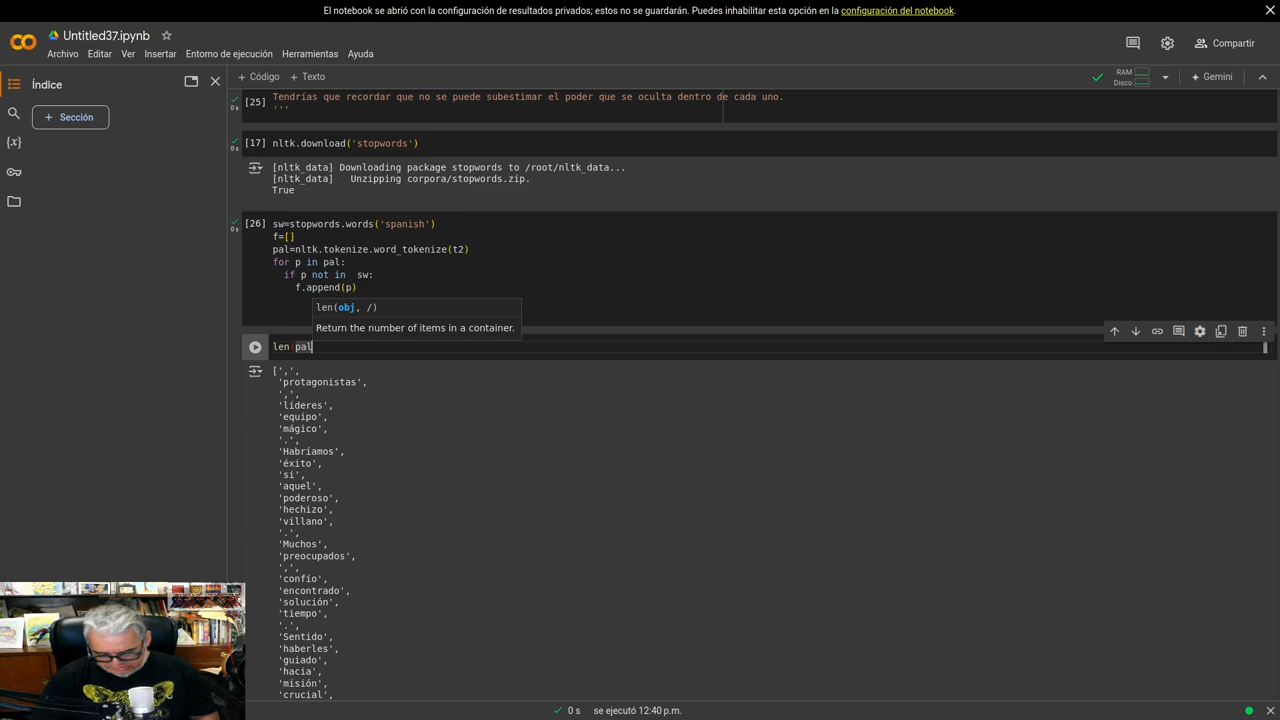 El notebook se abrió con la configuración de resultados privados; estos no se guardarán. Puedes inhabilitar esta opción en la configuración del notebook.
Untitled37.ipynb
Archivo Editar Ver Insertar Entorno de ejecución Herramientas Ayuda
Compartir
Índice
+ Sección
+ Código + Texto
RAM
Disco
Gemini
[25] Tendrías que recordar que no se puede subestimar el poder que se oculta dentro de cada uno.
0 s
'''
[17] nltk.download('stopwords')
0 s
[nltk_data] Downloading package stopwords to /root/nltk_data...
[nltk_data]   Unzipping corpora/stopwords.zip.
True
[26] sw=stopwords.words('spanish')
0 s
f=[]
pal=nltk.tokenize.word_tokenize(t2)
for p in pal:
if p not in  sw:
f.append(p)
len(obj, /)
Return the number of items in a container.
len pal
[',',
'protagonistas',
',',
'líderes',
'equipo',
'mágico',
'.',
'Habríamos',
'éxito',
'si',
'aquel',
'poderoso',
'hechizo',
'villano',
'.',
'Muchos',
'preocupados',
',',
'confío',
'encontrado',
'solución',
'tiempo',
'.',
'Sentido',
'haberles',
'guiado',
'hacia',
'misión',
'crucial',
0 s se ejecutó 12:40 p.m.